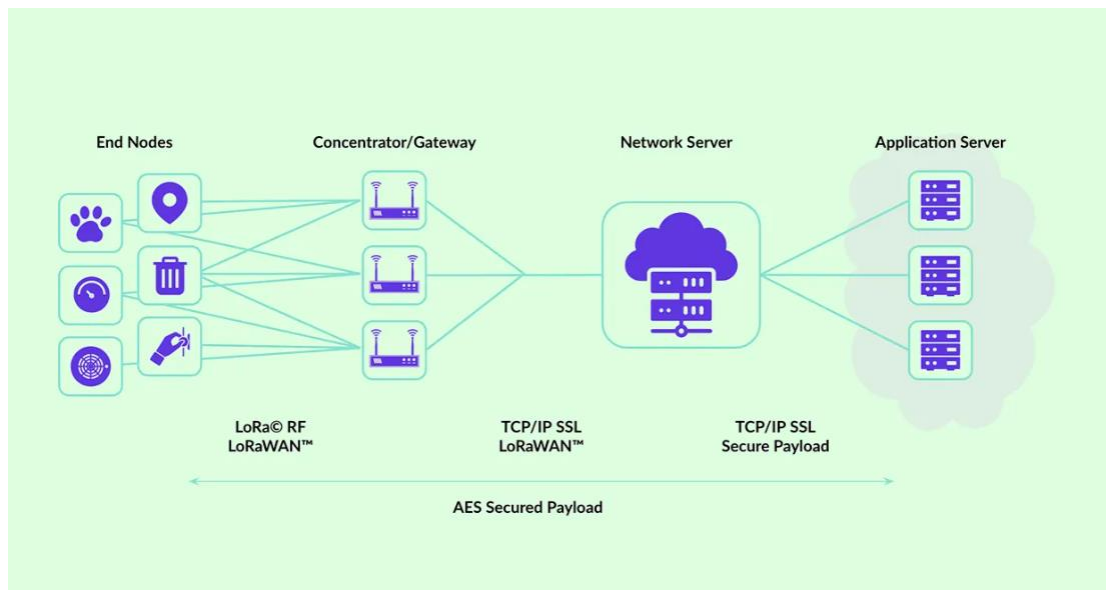 End Nodes
Concentrator/Gateway
Network Server
Application Server
LoRa© RF
LoRaWAN™
TCP/IP SSL
LoRaWAN™
TCP/IP SSL
Secure Payload
AES Secured Payload